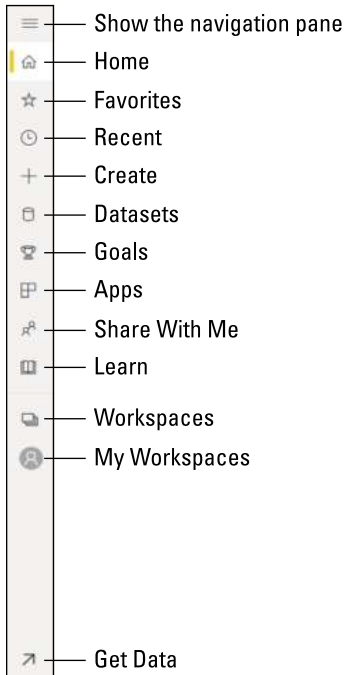 Show the navigation pane
Home
Favorites
Recent
Create
Datasets
Goals
Apps
Share With Me
Learn
Workspaces
My Workspaces
Get Data